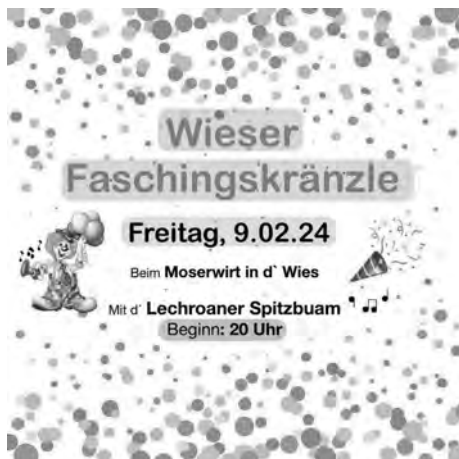 Wieser
Faschingskränzle
Freitag, 9.02.24
Beim Moserwirt in d` Wies
Mit d` Lechroaner Spitzbuam
Beginn: 20 Uhr